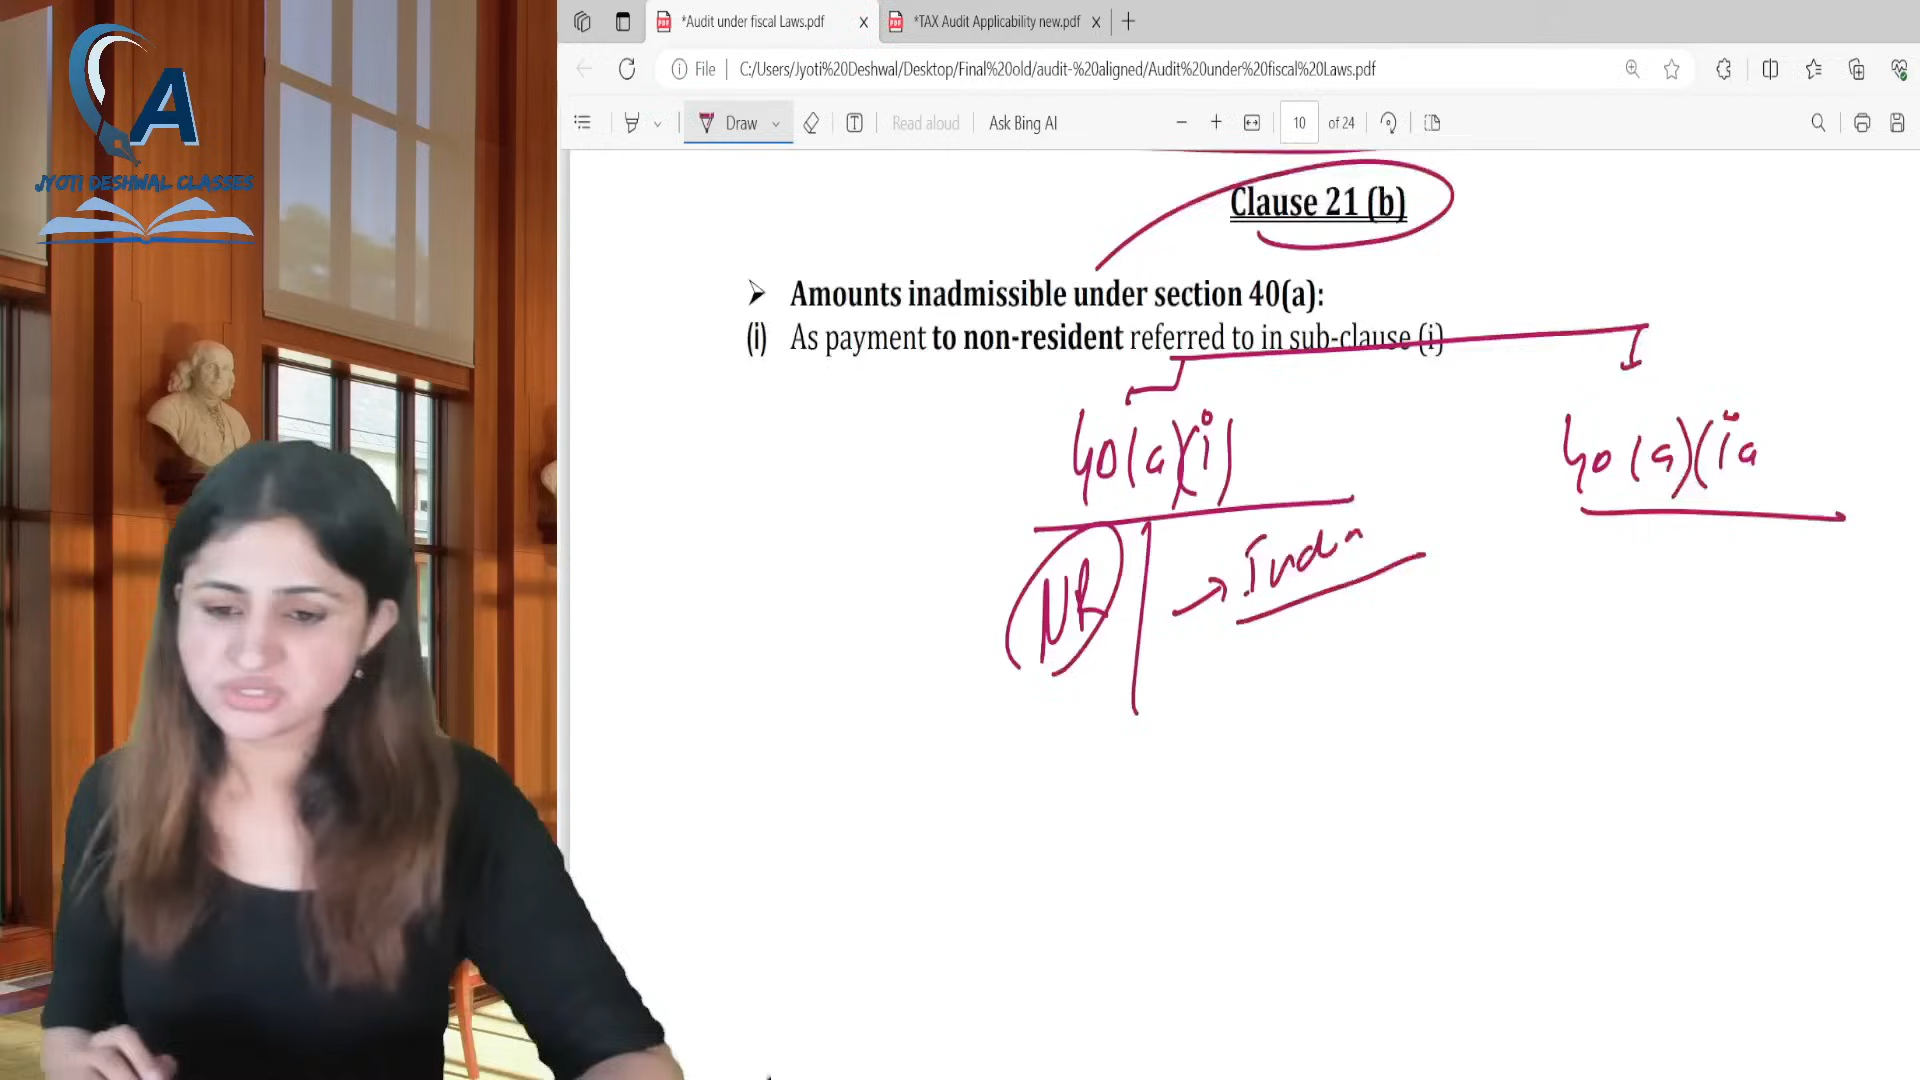 A
JYOTI DESHWAL CLASSES
*Audit under fiscal Laws.pdf
*TAX Audit Applicability new.pdf
File
C:/Users/Jyoti%20Deshwal/Desktop/Final%20old/audit-%20aligned/Audit%20under%20fiscal%20Laws.pdf
Draw
Read aloud
Ask Bing AI
10 of 24
Clause 21 (b)
➢ Amounts inadmissible under section 40(a):
(i) As payment to non-resident referred to in sub-clause (i)
40(a)(i)
40(a)(ia
NR
→ India